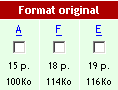 Format original
A F E
15 p. 18 p. 19 p.
100Ko 114Ko 116Ko